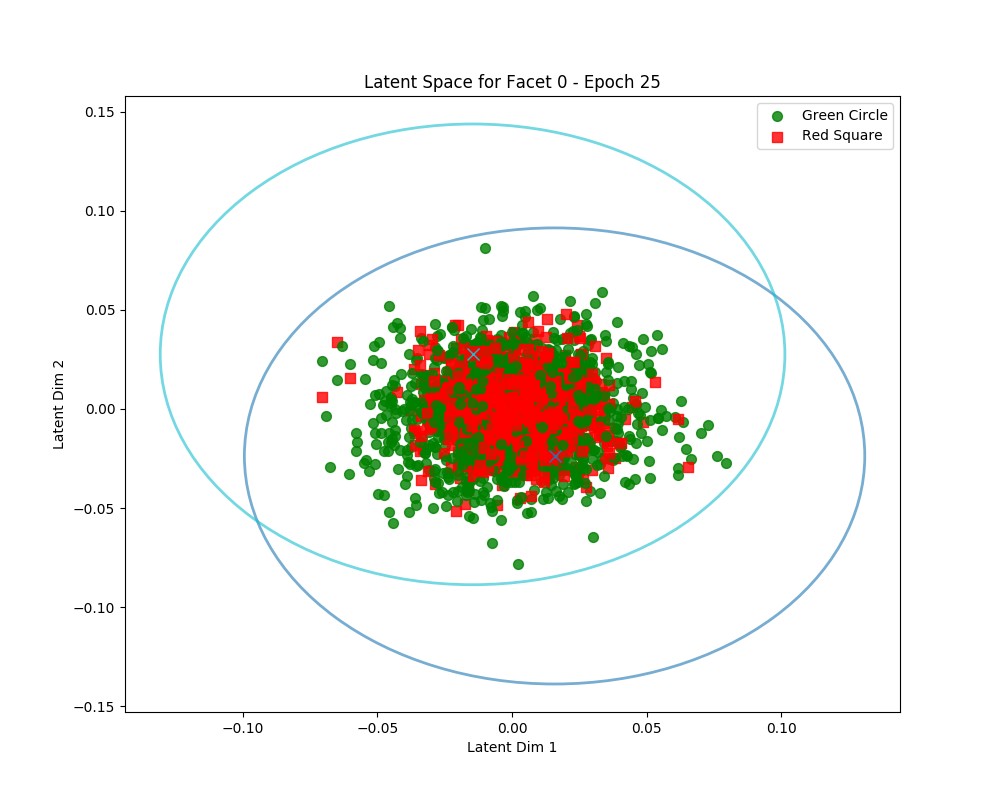 Latent Space for Facet 0 - Epoch 25
Green Circle
Red Square
0.15
0.10
0.05
0.00
−0.05
−0.10
−0.15
Latent Dim 2
−0.10
−0.05
0.00
0.05
0.10
Latent Dim 1